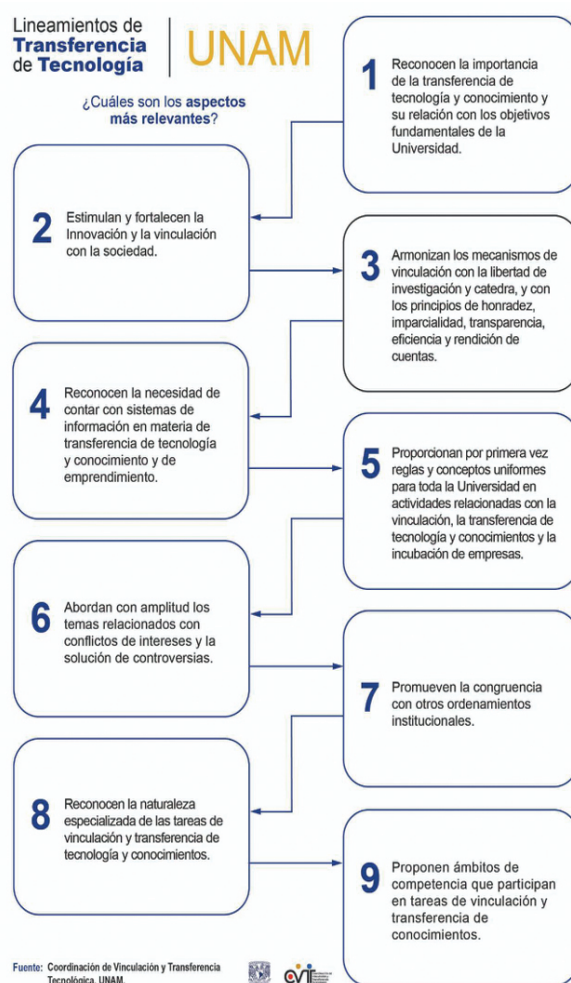 Lineamientos de
Transferencia
de Tecnología
UNAM
¿Cuáles son los aspectos
más relevantes?
1
Reconocen la importancia
de la transferencia de
tecnología y conocimiento y
su relación con los objetivos
fundamentales de la
Universidad.
2
Estimulan y fortalecen la
Innovación y la vinculación
con la sociedad.
3
Armonizan los mecanismos de
vinculación con la libertad de
investigación y catedra, y con
los principios de honradez,
imparcialidad, transparencia,
eficiencia y rendición de
cuentas.
4
Reconocen la necesidad de
contar con sistemas de
información en materia de
transferencia de tecnología
y conocimiento y de
emprendimiento.
5
Proporcionan por primera vez
reglas y conceptos uniformes
para toda la Universidad en
actividades relacionadas con la
vinculación, la transferencia de
tecnología y conocimientos y la
incubación de empresas.
6
Abordan con amplitud los
temas relacionados con
conflictos de intereses y la
solución de controversias.
7
Promueven la congruencia
con otros ordenamientos
institucionales.
8
Reconocen la naturaleza
especializada de las tareas de
vinculación y transferencia de
tecnología y conocimientos.
9
Proponen ámbitos de
competencia que participan
en tareas de vinculación y
transferencia de
conocimientos.
Fuente: Coordinación de Vinculación y Transferencia
Tecnológica, UNAM.